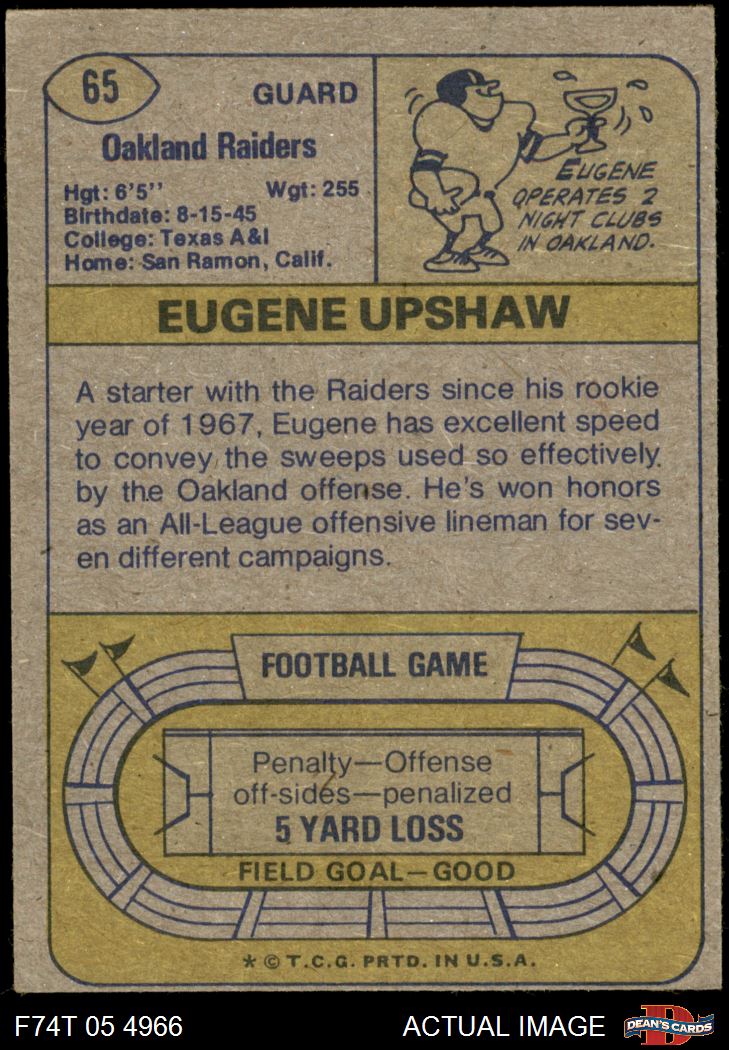 65
GUARD
Oakland Raiders
Hgt: 6'5'' Wgt: 255
Birthdate: 8-15-45
College: Texas A&I
Home: San Ramon, Calif.
EUGENE
OPERATES 2
NIGHT CLUBS
IN OAKLAND.
EUGENE UPSHAW
A starter with the Raiders since his rookie
year of 1967, Eugene has excellent speed
to convey the sweeps used so effectively
by the Oakland offense. He's won honors
as an All-League offensive lineman for sev-
en different campaigns.
FOOTBALL GAME
Penalty—Offense
off-sides—penalized
5 YARD LOSS
FIELD GOAL—GOOD
* © T.C.G. PRTD. IN U.S.A.
F74T 05 4966 ACTUAL IMAGE
DEAN'S CARDS